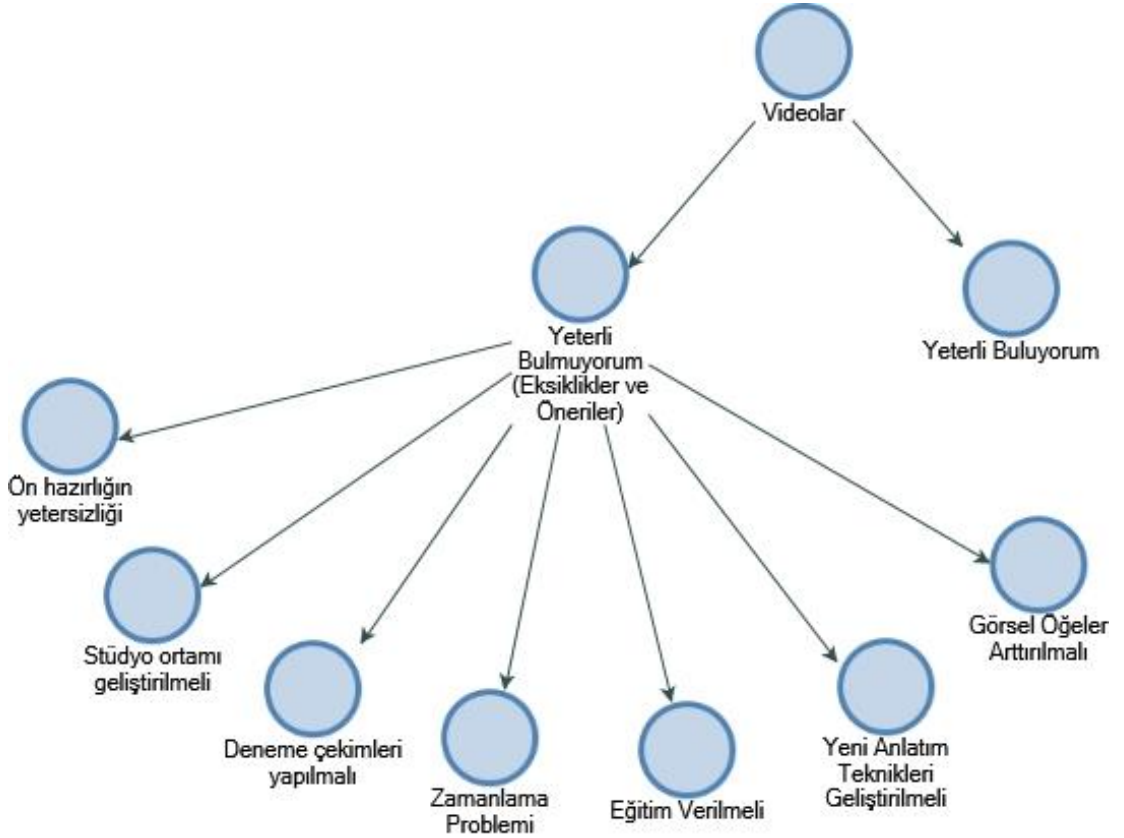 Videolar
Yeterli
Bulmuyorum
(Eksiklikler ve
Öneriler)
Yeterli Buluyorum
Ön hazırlığın
yetersizliği
Stüdyo ortamı
geliştirilmeli
Deneme çekimleri
yapılmalı
Zamanlama
Problemi
Eğitim Verilmeli
Yeni Anlatım
Teknikleri
Geliştirilmeli
Görsel Öğeler
Arttırılmalı